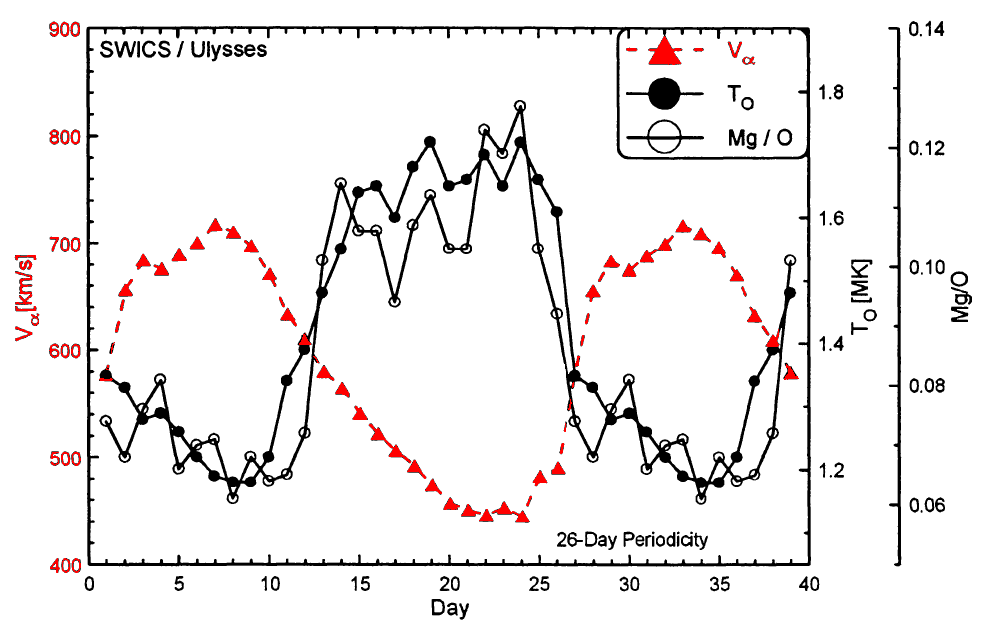 SWICS / Ulysses
Vα
TO
Mg / O
900
800
700
600
500
400
Vα [km/s]
1.8
1.6
1.4
1.2
TO [MK]
0.14
0.12
0.10
0.08
0.06
Mg/O
26-Day Periodicity
0 5 10 15 20 25 30 35 40
Day